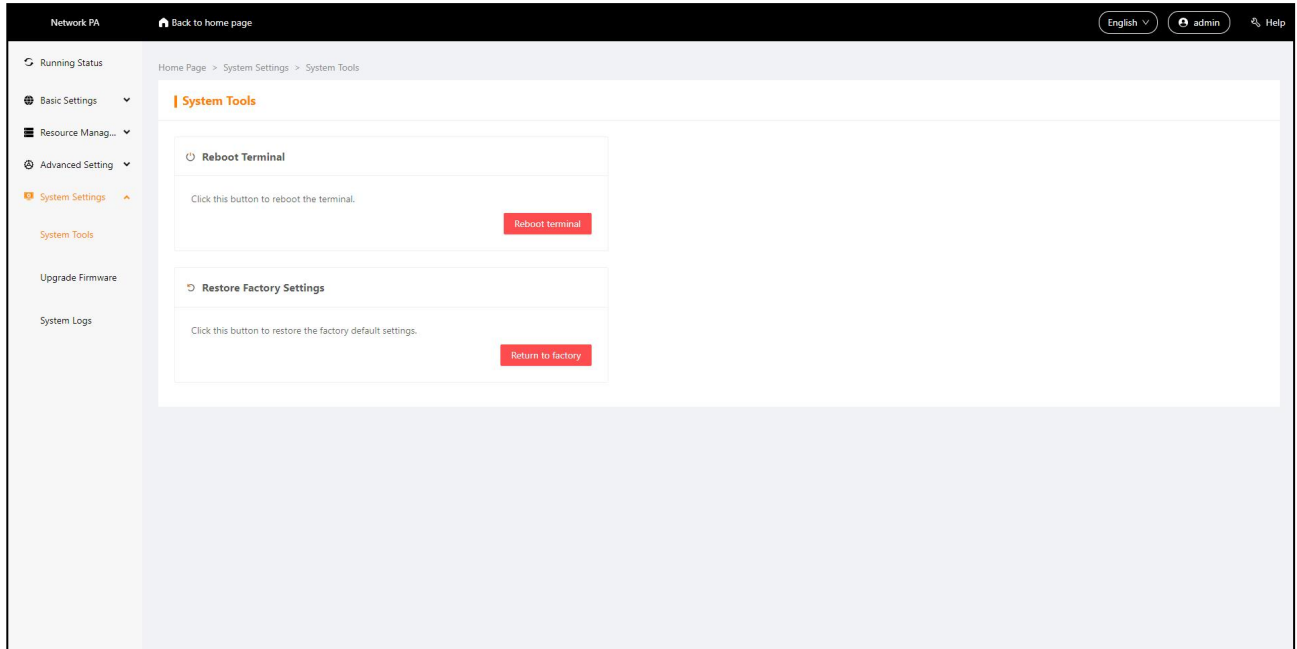 Network PA
Back to home page
English
admin
Help
Running Status
Basic Settings
Resource Manag...
Advanced Setting
System Settings
System Tools
Upgrade Firmware
System Logs
Home Page > System Settings > System Tools
System Tools
Reboot Terminal
Click this button to reboot the terminal.
Reboot terminal
Restore Factory Settings
Click this button to restore the factory default settings.
Return to factory